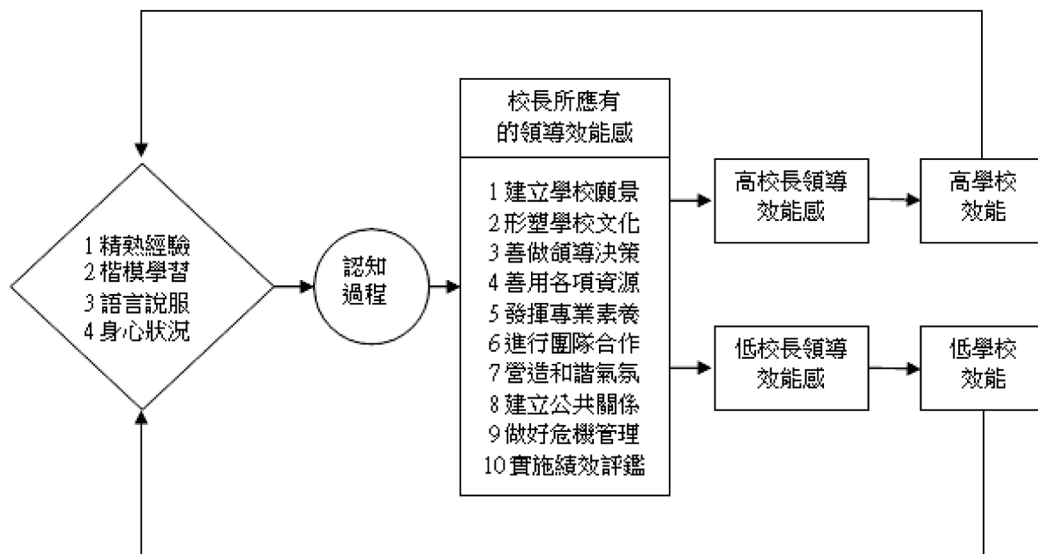 1 精熟經驗
2 楷模學習
3 語言說服
4 身心狀況
認知
過程
校長所應有
的領導效能感
1 建立學校願景
2 形塑學校文化
3 善做領導決策
4 善用各項資源
5 發揮專業素養
6 進行團隊合作
7 營造和諧氣氛
8 建立公共關係
9 做好危機管理
10 實施績效評鑑
高校長領導
效能感
高學校
效能
低校長領導
效能感
低學校
效能